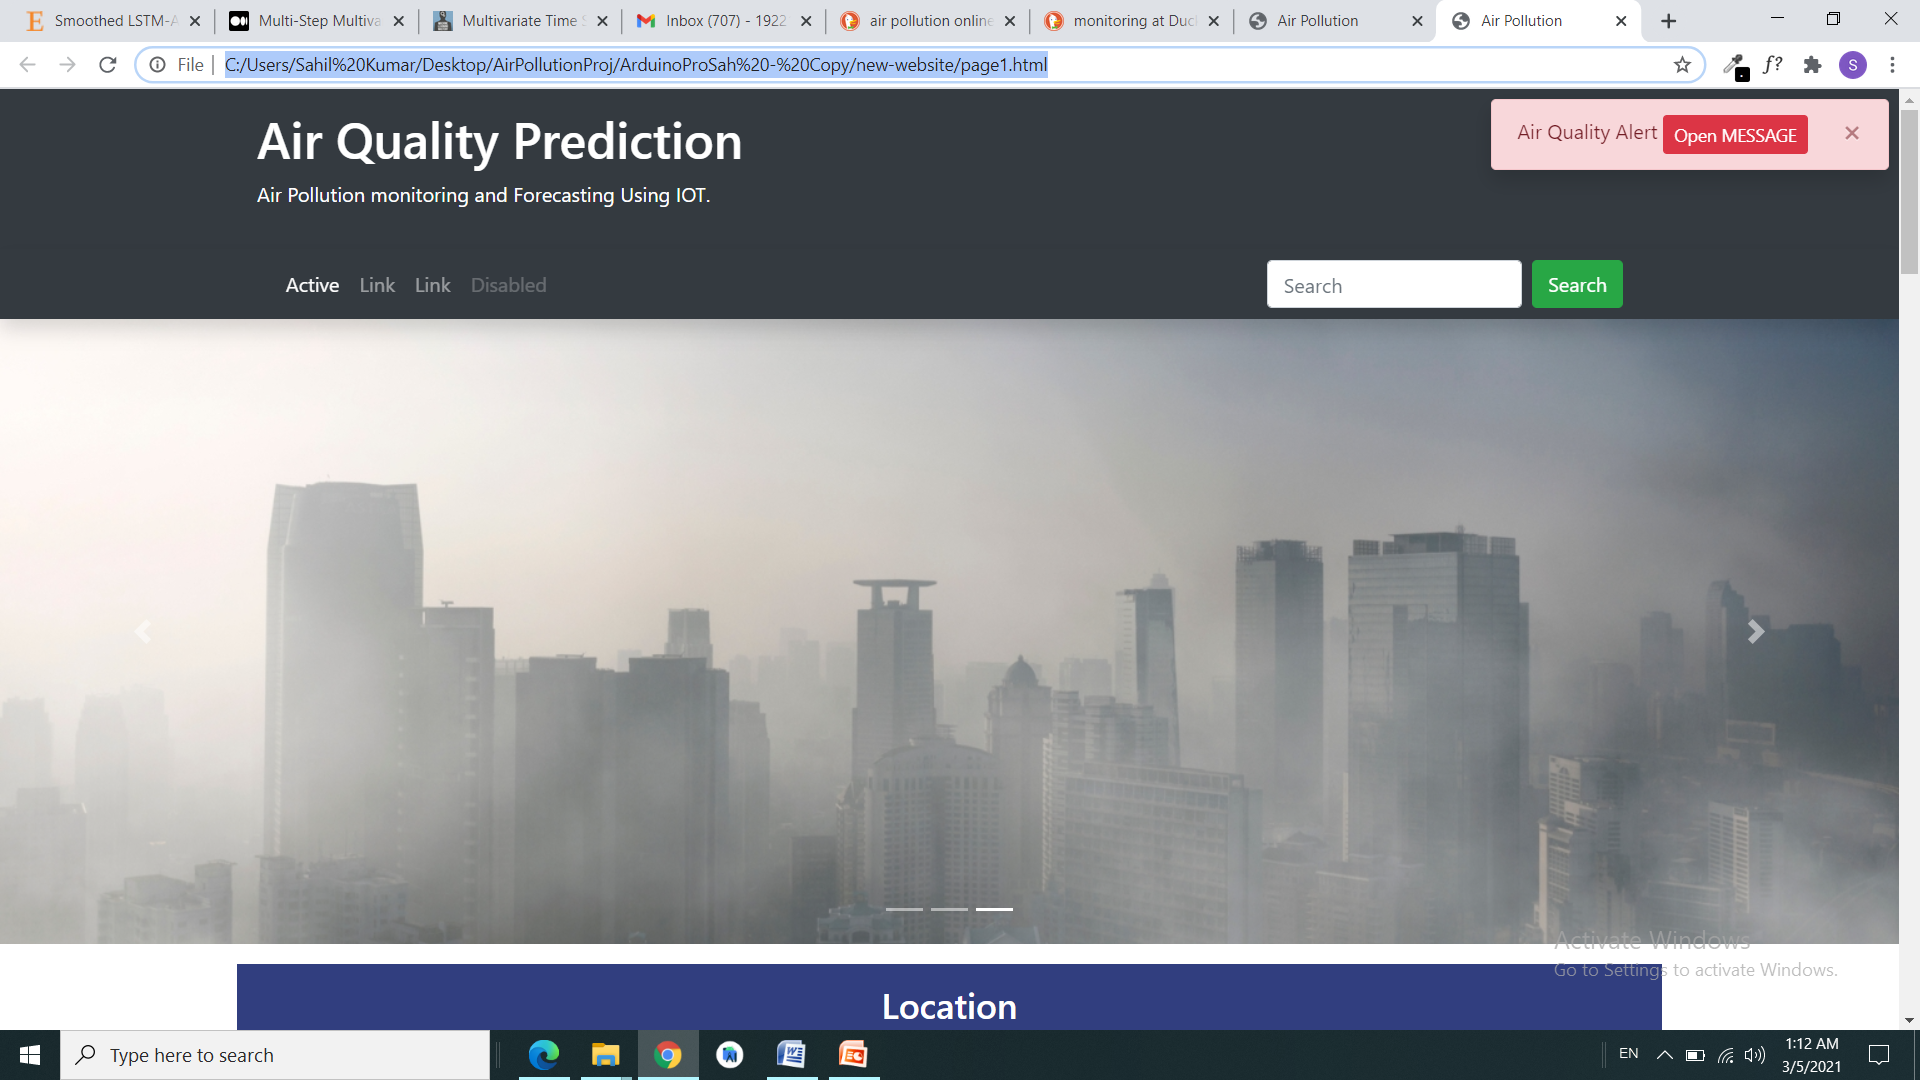 Smoothed LSTM-A
Multi-Step Multiva
Multivariate Time S
Inbox (707) - 1922
air pollution online
monitoring at Duc
Air Pollution
Air Pollution
File
C:/Users/Sahil%20Kumar/Desktop/AirPollutionProj/ArduinoProSah%20-%20Copy/new-website/page1.html
f?
S
Air Quality Prediction
Air Pollution monitoring and Forecasting Using IOT.
Air Quality Alert Open MESSAGE ×
Active Link Link Disabled
Search Search
Activate Windows
Go to Settings to activate Windows.
Location
Type here to search
EN
1:12 AM
3/5/2021